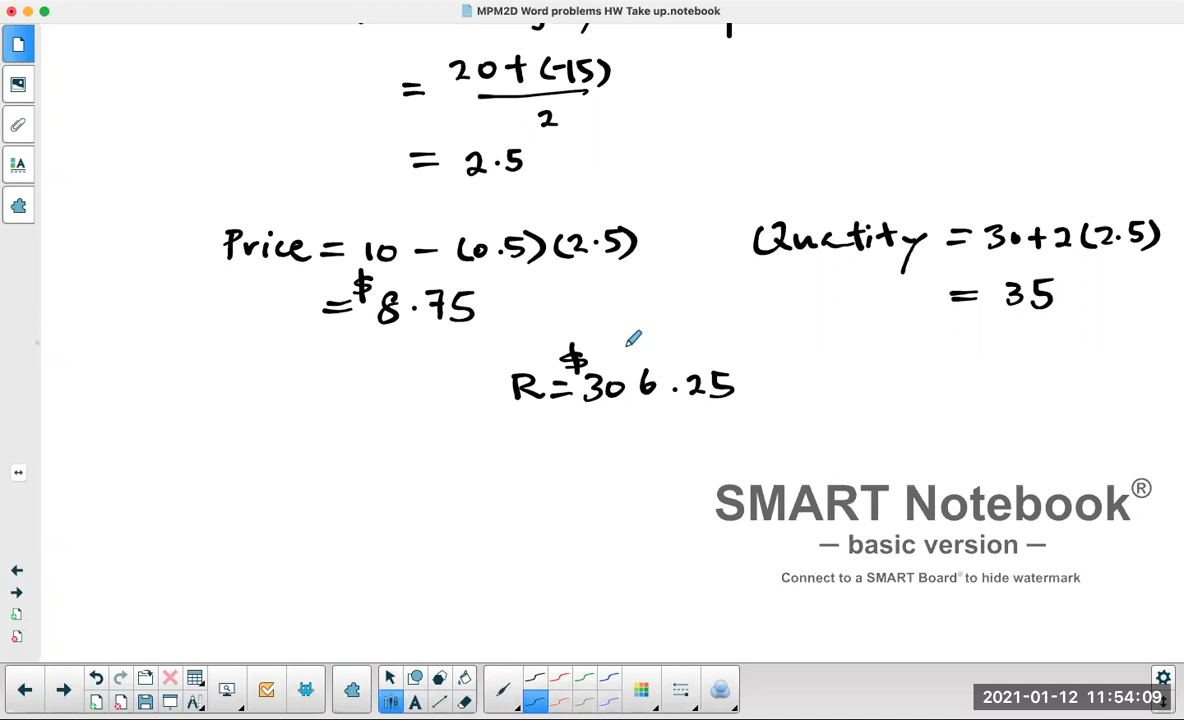 MPM2D Word problems HW Take up.notebook
= 20 + (-15)
2
= 2.5
Price = 10 - (0.5)(2.5)
= $8.75
Quatity = 30+2(2.5)
= 35
R = $306.25
SMART Notebook®
— basic version —
Connect to a SMART Board® to hide watermark
2021-01-12 11:54:09